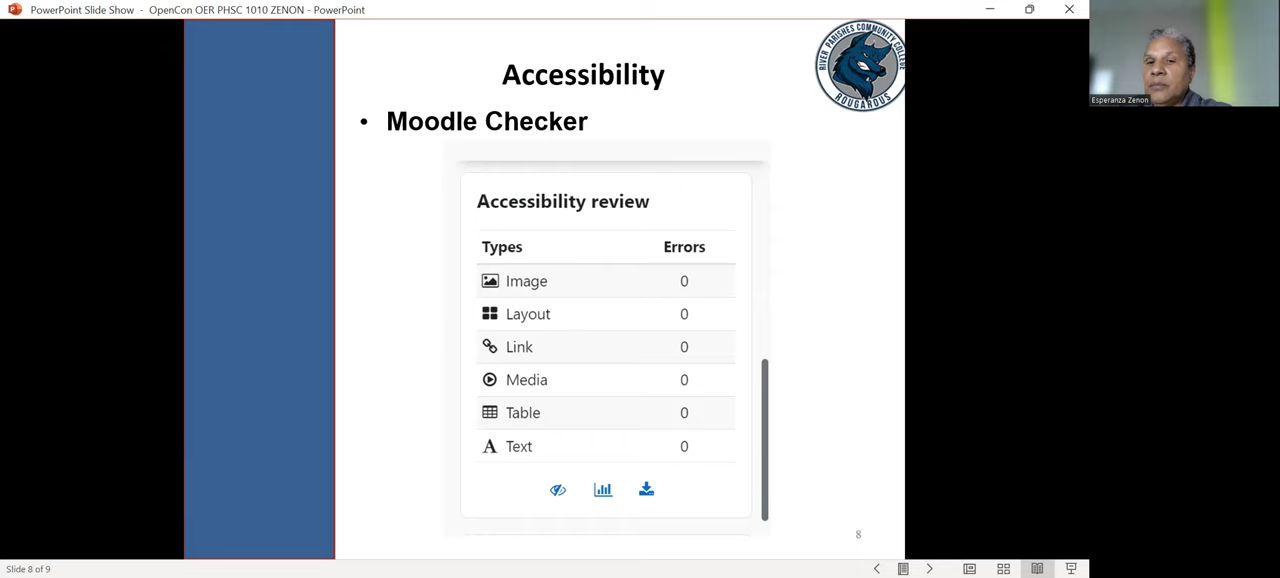 PowerPoint Slide Show - OpenCon OER PHSC 1010 ZENON - PowerPoint
RIVER PARISHES COMMUNITY COLLEGE
ROUGAROUS
Esperanza Zenon
Accessibility
• Moodle Checker
Accessibility review
Types Errors
Image 0
Layout 0
Link 0
Media 0
Table 0
A Text 0
8
Slide 8 of 9